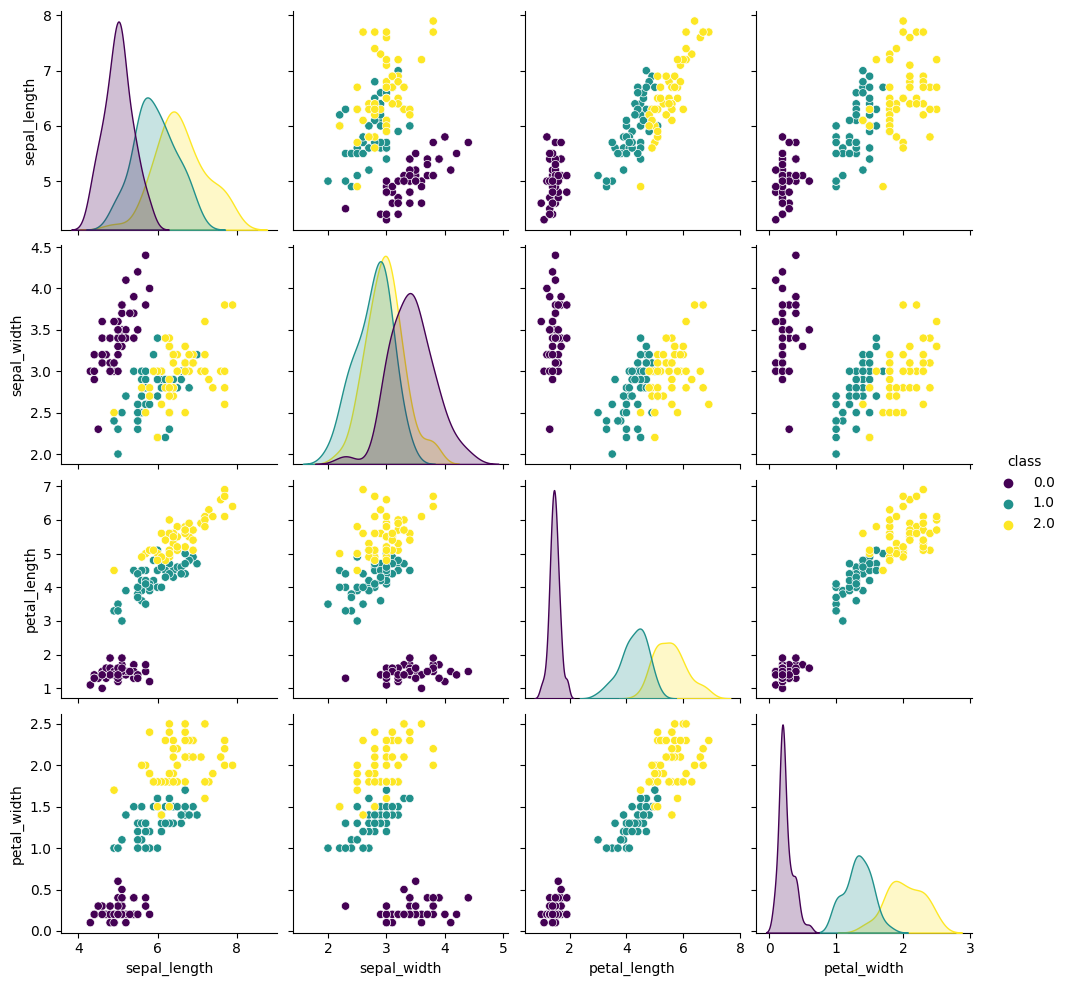 8
7
6
5
sepal_length
4.5
4.0
3.5
3.0
2.5
2.0
sepal_width
class
0.0
1.0
2.0
7
6
5
4
3
2
1
petal_length
2.5
2.0
1.5
1.0
0.5
0.0
petal_width
4 6 8
2 3 4 5
2 4 6 8
0 1 2 3
sepal_length sepal_width petal_length petal_width